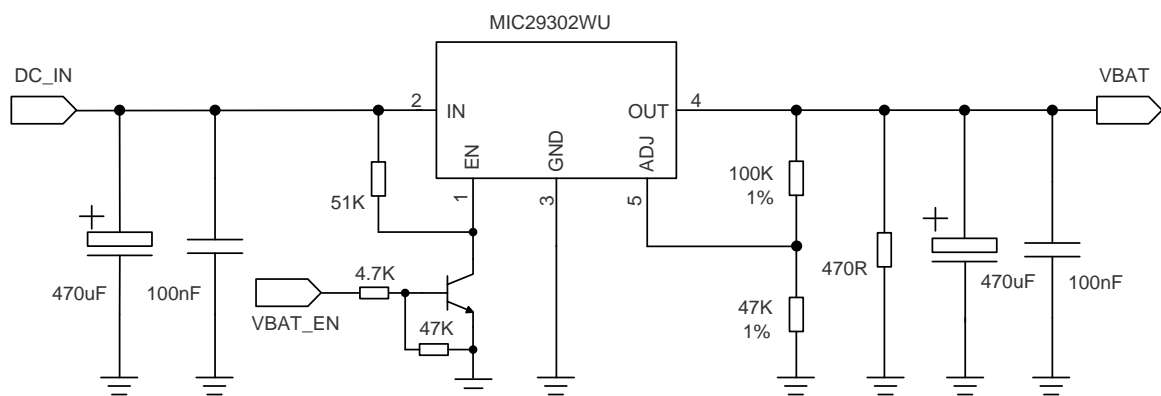 MIC29302WU
DC_IN
VBAT
2
IN
OUT
4
EN
GND
ADJ
1
3
5
51K
100K
1%
470uF
100nF
4.7K
VBAT_EN
47K
47K
1%
470R
470uF
100nF